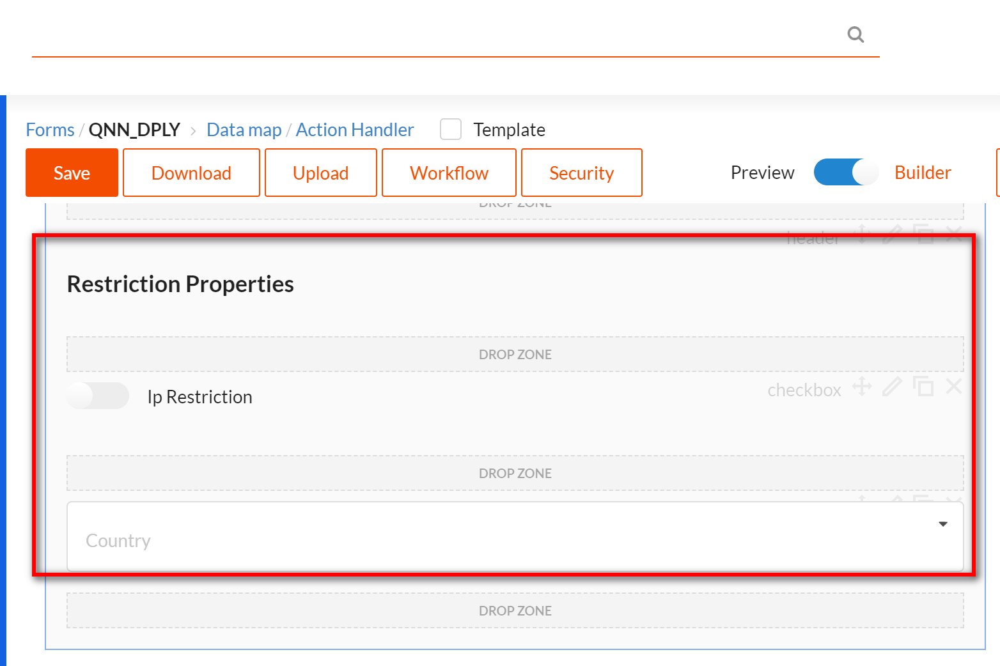 Forms / QNN_DPLY > Data map / Action Handler Template
Save Download Upload Workflow Security Preview Builder
DROP ZONE
header
Restriction Properties
DROP ZONE
Ip Restriction checkbox
DROP ZONE
Country
DROP ZONE